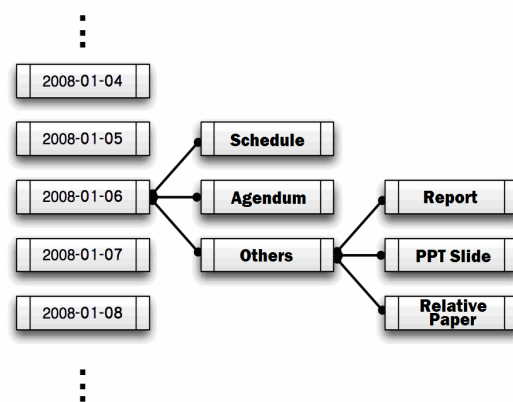 2008-01-04
2008-01-05
Schedule
2008-01-06
Agendum
Report
2008-01-07
Others
PPT Slide
2008-01-08
Relative
Paper